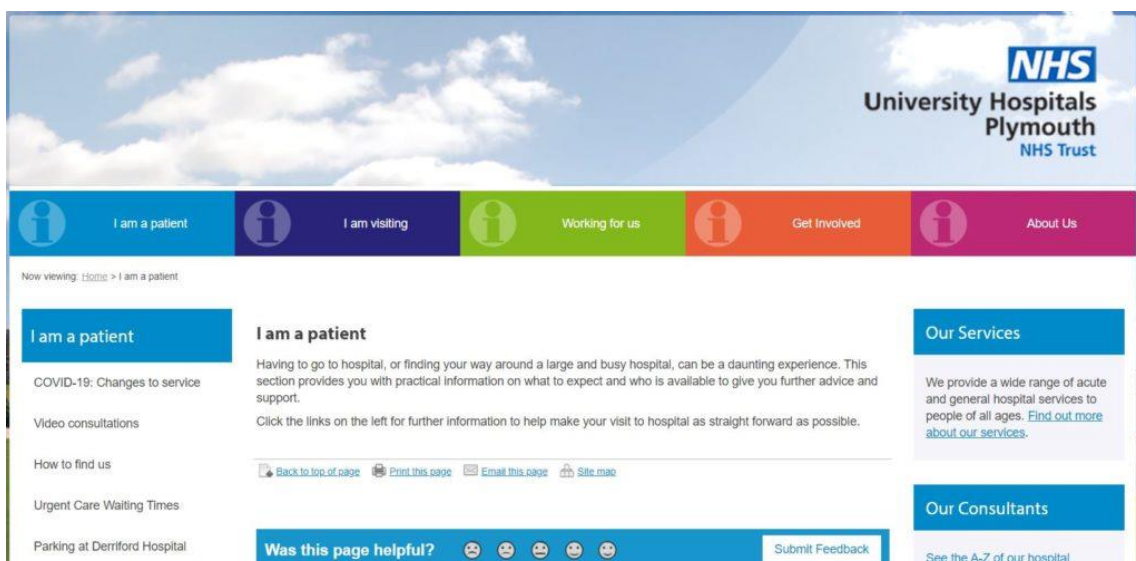 NHS
University Hospitals
Plymouth
NHS Trust
I am a patient
I am visiting
Working for us
Get Involved
About Us
Now viewing: Home > I am a patient
I am a patient
COVID-19: Changes to service
Video consultations
How to find us
Urgent Care Waiting Times
Parking at Derriford Hospital
I am a patient
Having to go to hospital, or finding your way around a large and busy hospital, can be a daunting experience. This
section provides you with practical information on what to expect and who is available to give you further advice and
support.
Click the links on the left for further information to help make your visit to hospital as straight forward as possible.
Back to top of page Print this page Email this page Site map
Was this page helpful?
Submit Feedback
Our Services
We provide a wide range of acute
and general hospital services to
people of all ages. Find out more
about our services.
Our Consultants
See the A-Z of our hospital